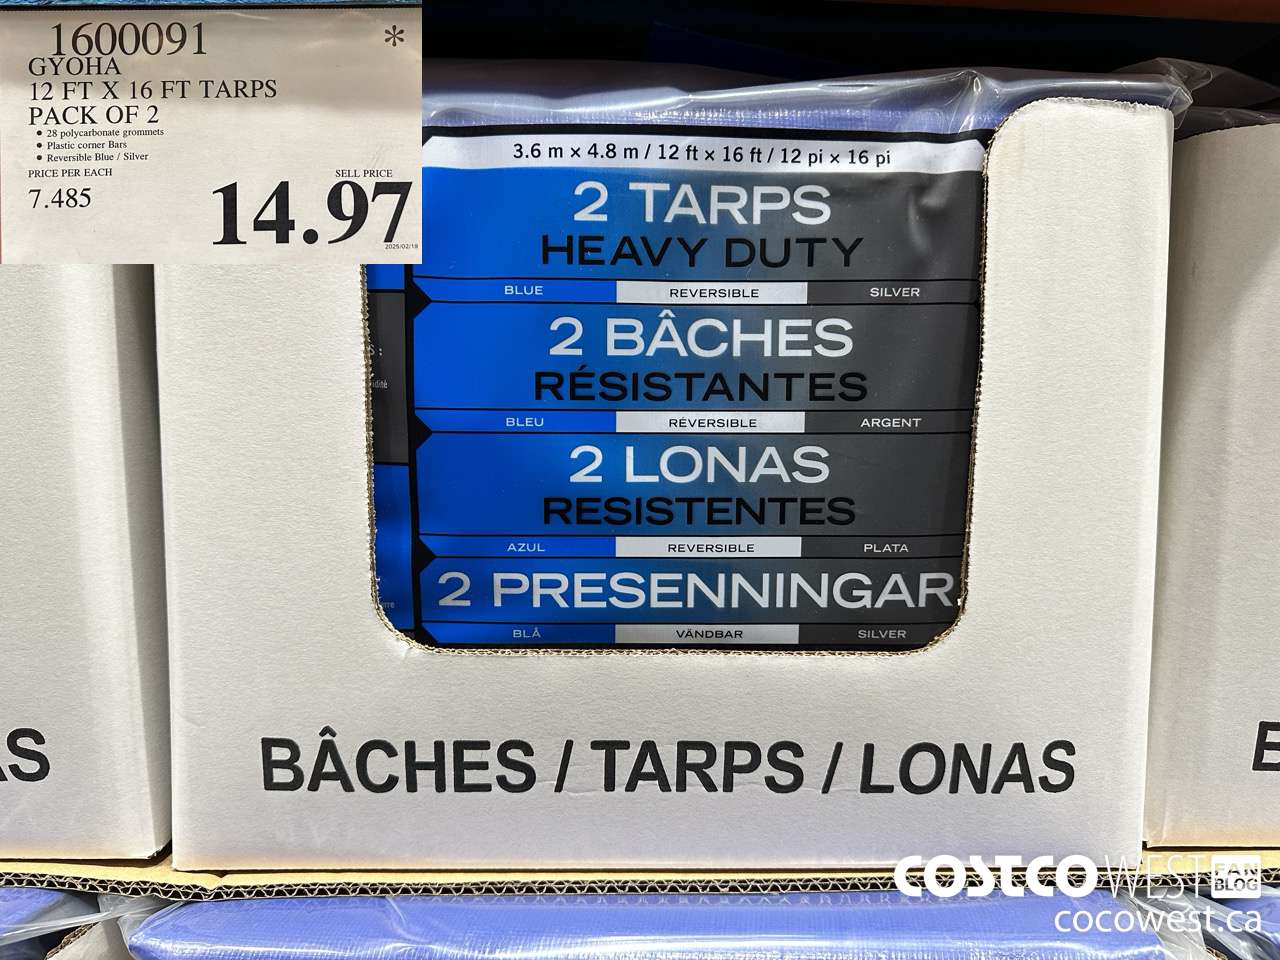 1600091 *
GYOHA
12 FT X 16 FT TARPS
PACK OF 2
• 28 polycarbonate grommets
• Plastic corner Bars
• Reversible Blue / Silver
PRICE PER EACH
7.485
SELL PRICE
14.97
2025/02/19
3.6 m × 4.8 m / 12 ft × 16 ft / 12 pi × 16 pi
2 TARPS
HEAVY DUTY
BLUE REVERSIBLE SILVER
2 BÂCHES
RÉSISTANTES
BLEU RÉVERSIBLE ARGENT
2 LONAS
RESISTENTES
AZUL REVERSIBLE PLATA
2 PRESENNINGAR
BLÅ VÄNDBAR SILVER
BÂCHES / TARPS / LONAS
COSTCO WEST FAN BLOG
cocowest.ca